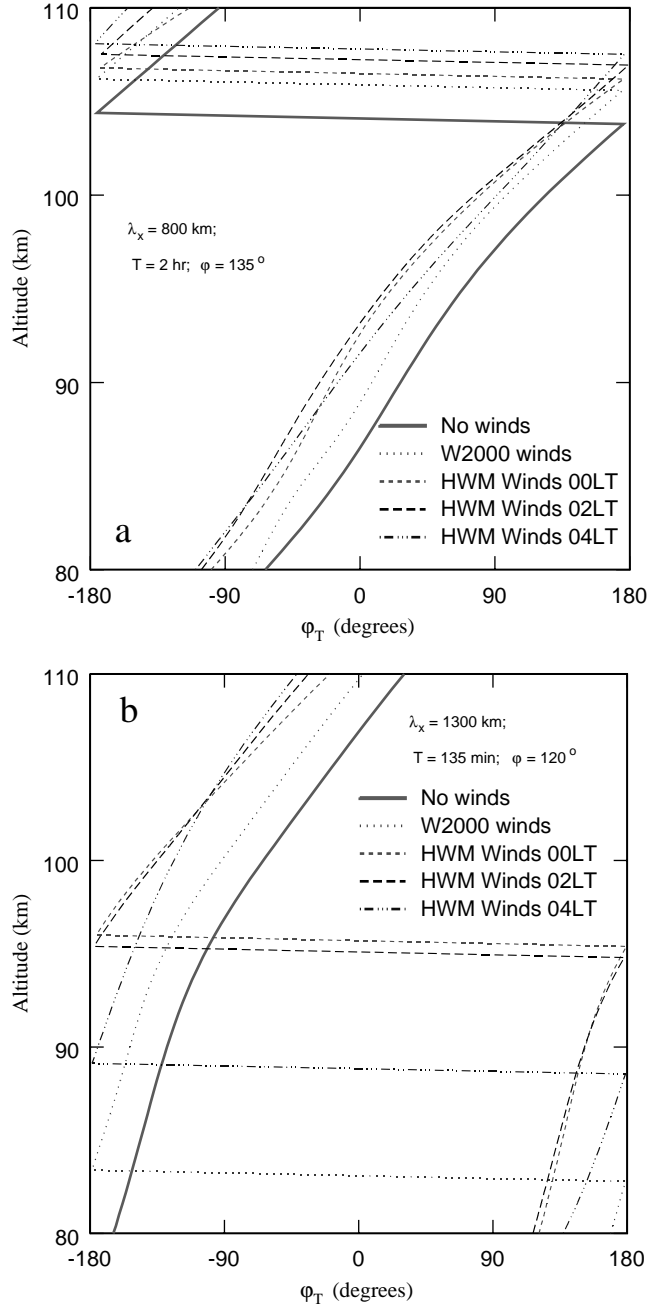 110
100
90
80
Altitude (km)
λx = 800 km;
T = 2 hr; φ = 135°
No winds
W2000 winds
HWM Winds 00LT
HWM Winds 02LT
HWM Winds 04LT
a
-180 -90 0 90 180
φT (degrees)
110
100
90
80
Altitude (km)
b
λx = 1300 km;
T = 135 min; φ = 120°
No winds
W2000 winds
HWM Winds 00LT
HWM Winds 02LT
HWM Winds 04LT
-180 -90 0 90 180
φT (degrees)